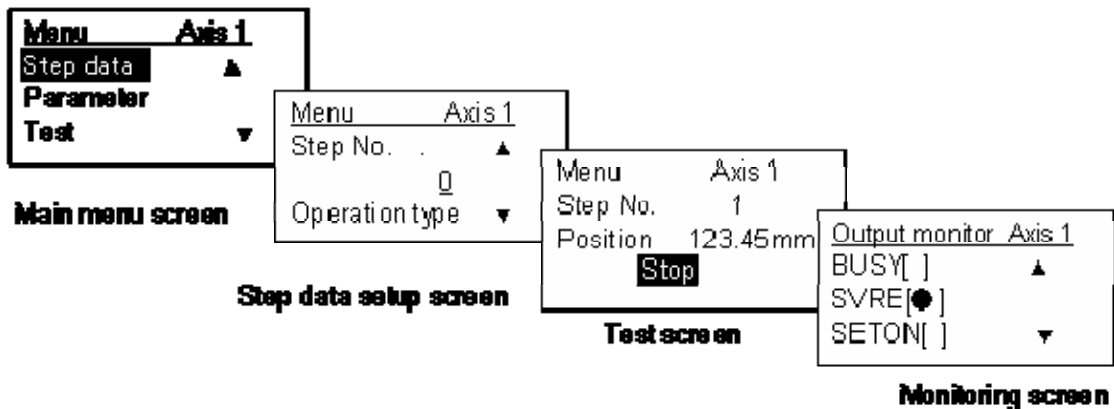 Menu Axis 1
Step data ▲
Parameter
Test ▼
Main menu screen
Menu Axis 1
Step No. . ▲
0
Operation type ▼
Step data setup screen
Menu Axis 1
Step No. 1
Position 123.45mm
Stop
Test screen
Output monitor Axis 1
BUSY[ ] ▲
SVRE[●]
SETON[ ] ▼
Monitoring screen